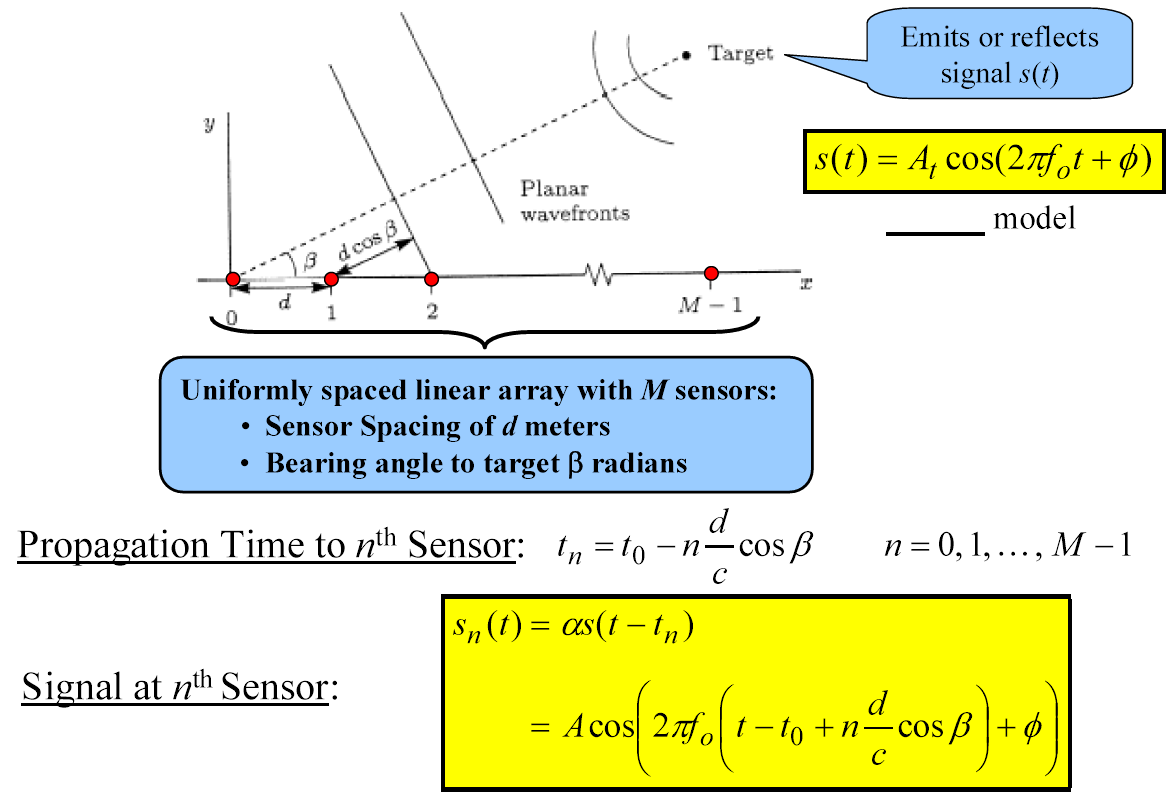 Emits or reflects
signal s(t)
Target
y
s(t) = A_t cos(2πf_o t + ϕ)
Planar
wavefronts
_____ model
d cos β
β
d
x
0
1
2
M − 1
Uniformly spaced linear array with M sensors:
• Sensor Spacing of d meters
• Bearing angle to target β radians
Propagation Time to nth Sensor: t_n = t_0 − n d/c cos β n = 0, 1, …, M − 1
s_n(t) = αs(t − t_n)
Signal at nth Sensor:
= A cos(2πf_o(t − t_0 + n d/c cos β) + ϕ)